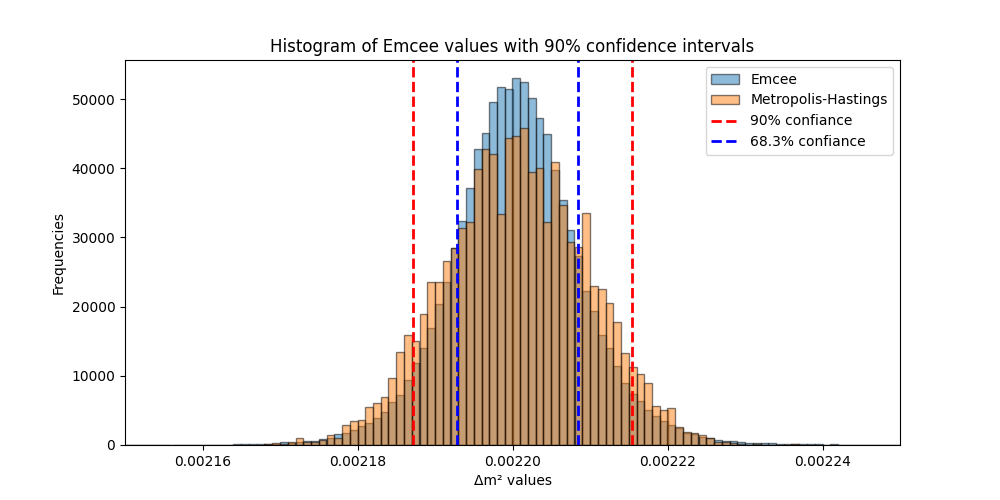 Histogram of Emcee values with 90% confidence intervals
Emcee
Metropolis-Hastings
90% confiance
68.3% confiance
Frequencies
50000
40000
30000
20000
10000
0
0.00216
0.00218
0.00220
0.00222
0.00224
Δm² values